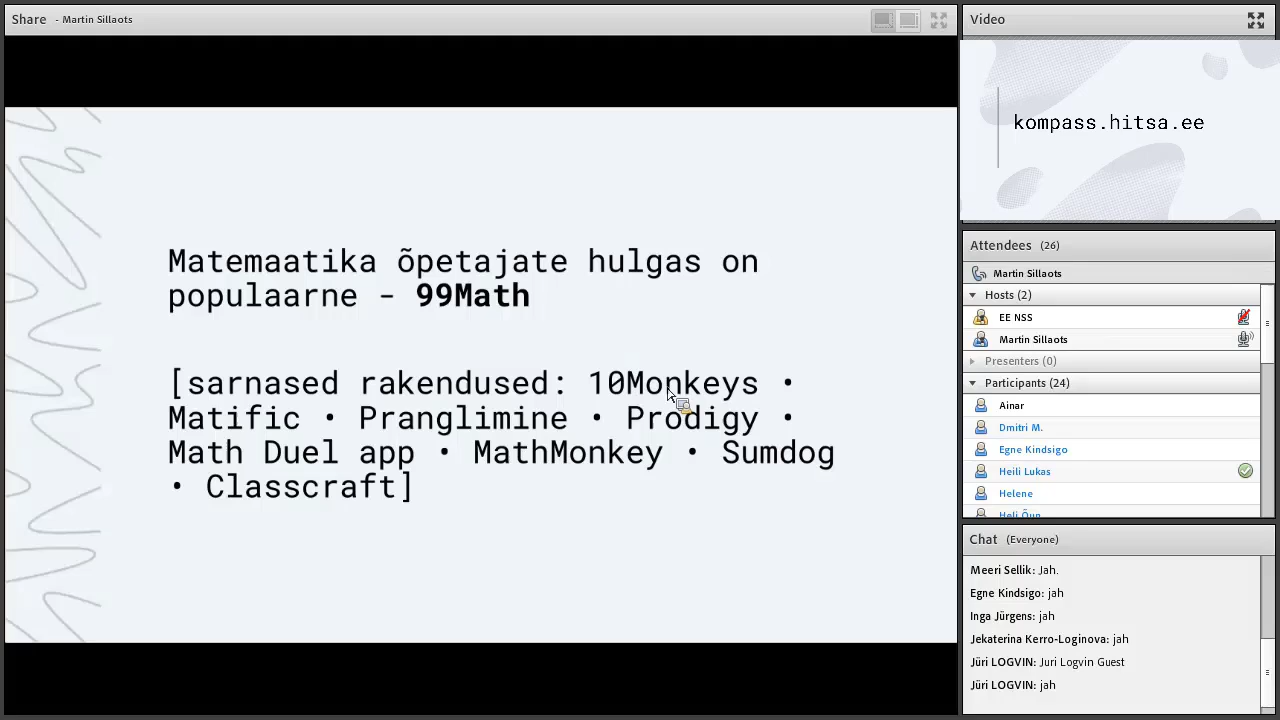 Share - Martin Sillaots
Matemaatika õpetajate hulgas on
populaarne - 99Math
[sarnased rakendused: 10Monkeys •
Matific • Pranglimine • Prodigy •
Math Duel app • MathMonkey • Sumdog
• Classcraft]
Video
kompass.hitsa.ee
Attendees (26)
Martin Sillaots
Hosts (2)
EE NSS
Martin Sillaots
Presenters (0)
Participants (24)
Ainar
Dmitri M.
Egne Kindsigo
Heili Lukas
Helene
Heli Õun
Chat (Everyone)
Meeri Sellik: Jah.
Egne Kindsigo: jah
Inga Jürgens: jah
Jekaterina Kerro-Loginova: jah
Jüri LOGVIN: Juri Logvin Guest
Jüri LOGVIN: jah